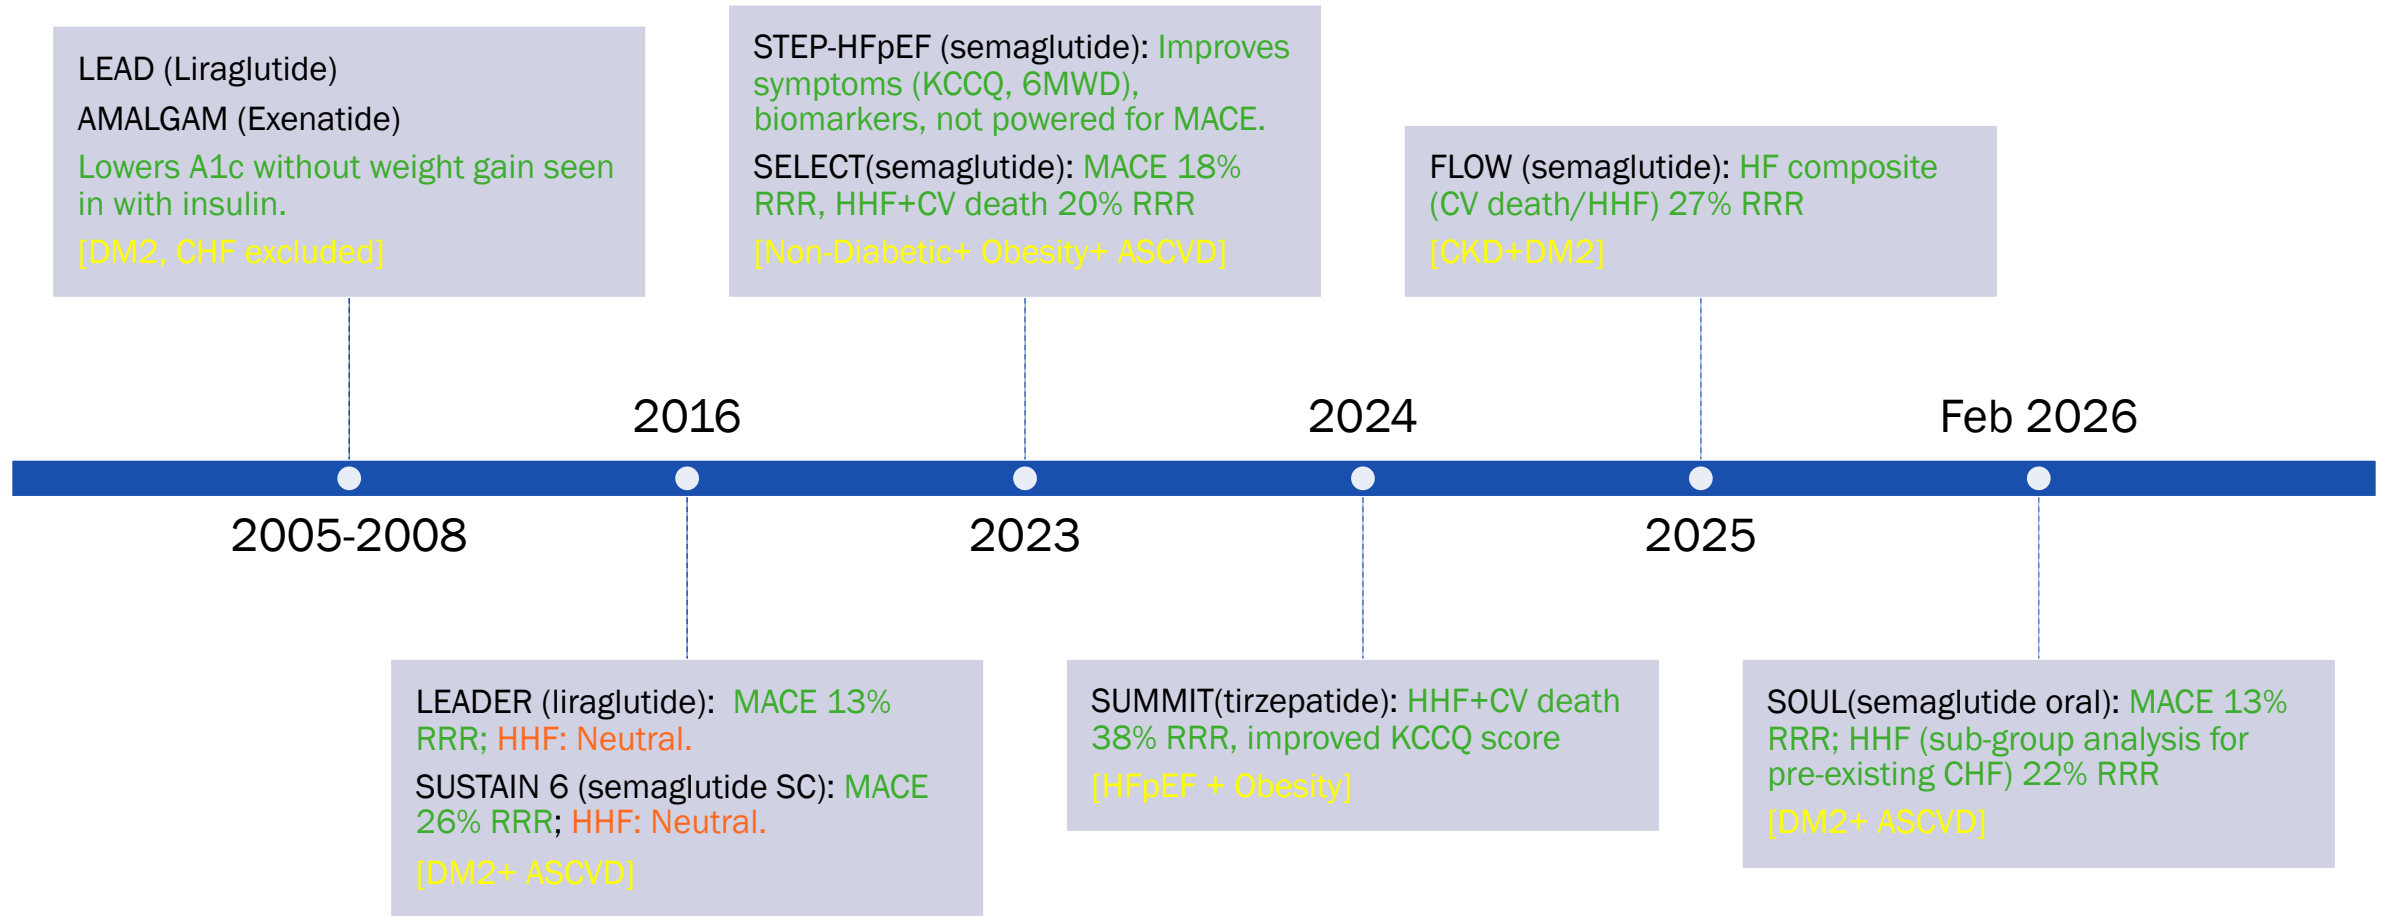 LEAD (Liraglutide)
AMALGAM (Exenatide)
Lowers A1c without weight gain seen
in with insulin.
[DM2, CHF excluded]
STEP-HFpEF (semaglutide): Improves
symptoms (KCCQ, 6MWD),
biomarkers, not powered for MACE.
SELECT(semaglutide): MACE 18%
RRR, HHF+CV death 20% RRR
[Non-Diabetic+ Obesity+ ASCVD]
FLOW (semaglutide): HF composite
(CV death/HHF) 27% RRR
[CKD+DM2]
2016
2024
Feb 2026
2005-2008
2023
2025
LEADER (liraglutide): MACE 13%
RRR; HHF: Neutral.
SUSTAIN 6 (semaglutide SC): MACE
26% RRR; HHF: Neutral.
[DM2+ ASCVD]
SUMMIT(tirzepatide): HHF+CV death
38% RRR, improved KCCQ score
[HFpEF + Obesity]
SOUL(semaglutide oral): MACE 13%
RRR; HHF (sub-group analysis for
pre-existing CHF) 22% RRR
[DM2+ ASCVD]